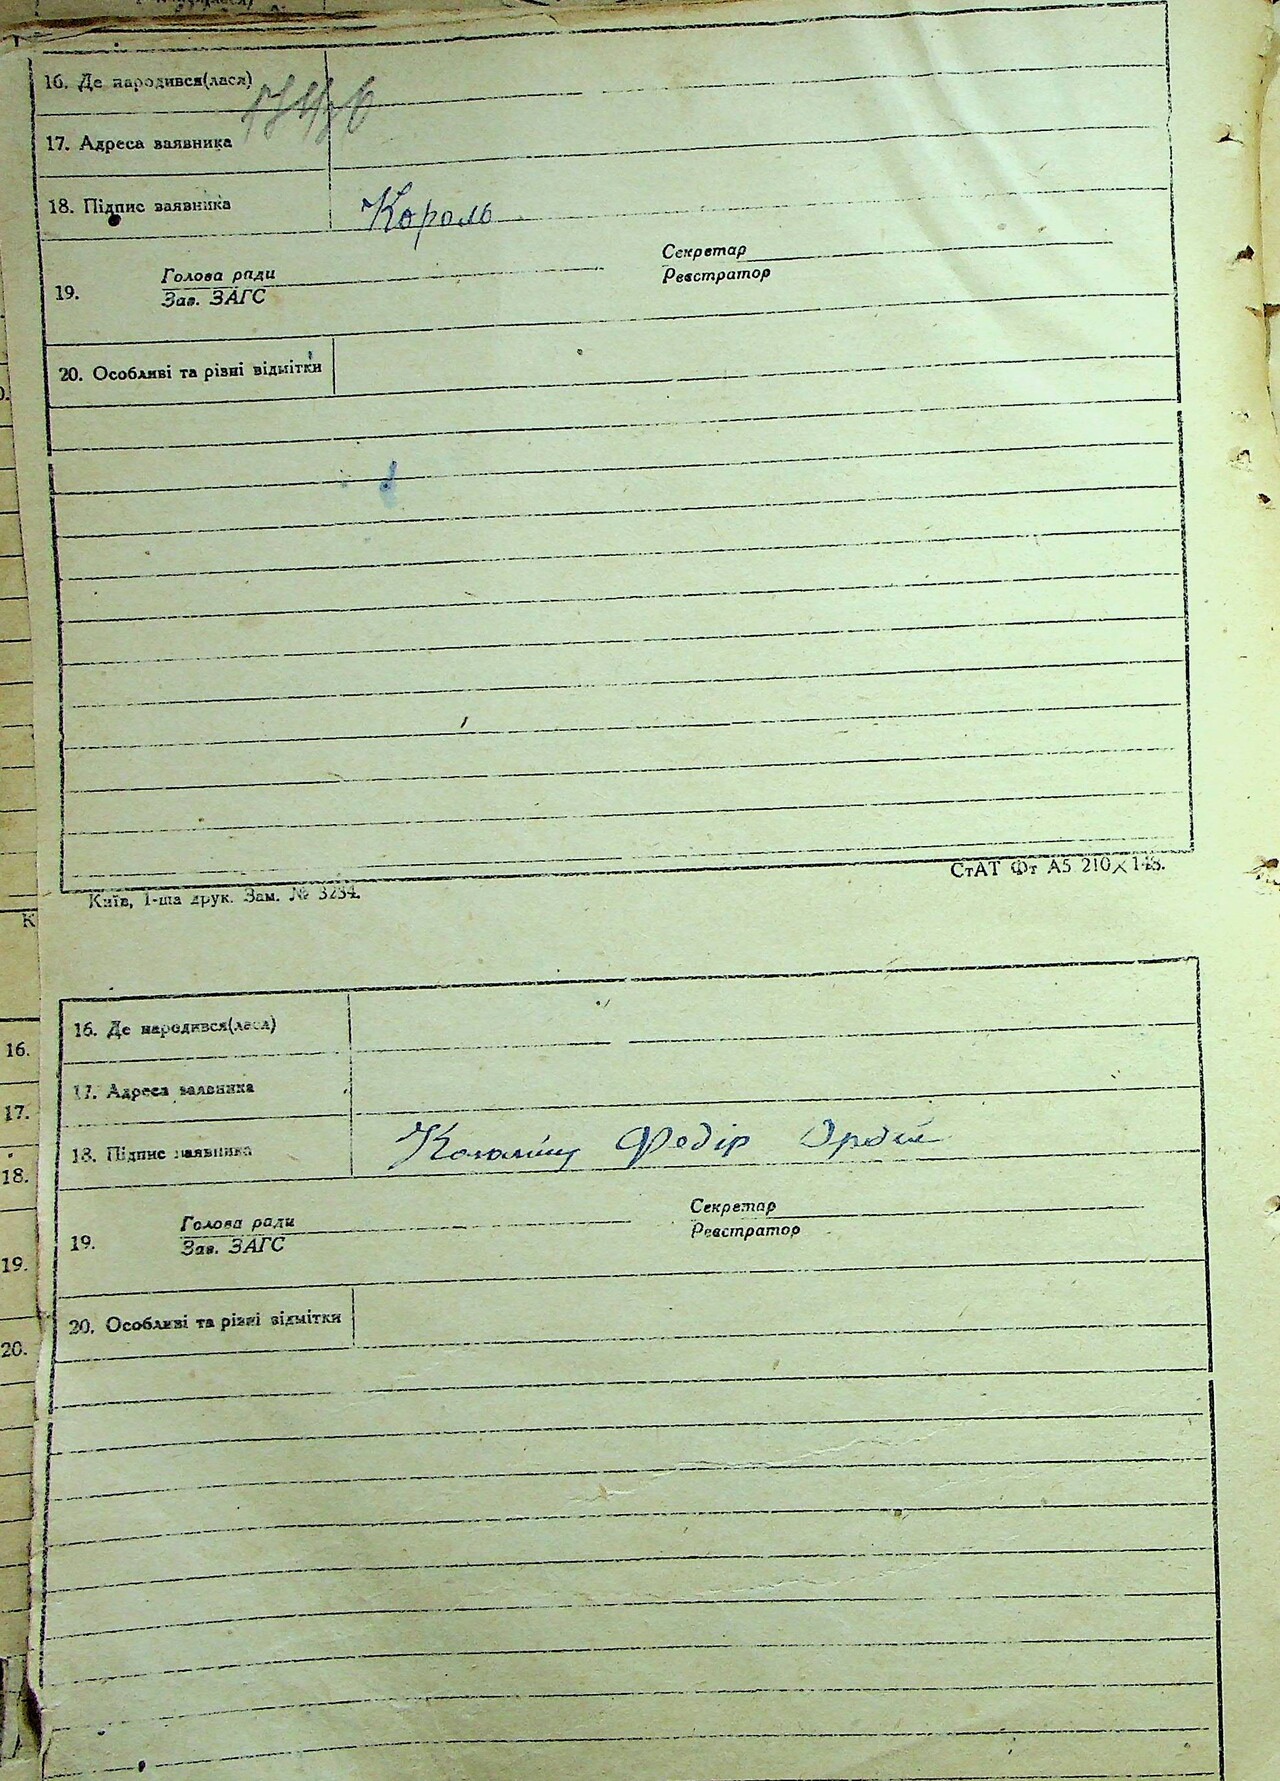 16. Де народився(лася)
17. Адреса заявника
18. Підпис заявника Король
Голова ради Секретар
19. Зав. ЗАГС Реєстратор
20. Особливі та різні відмітки
СтАТ Фт А5 210×148.
Київ, 1-ша друк. Зам. № 3234.
К
16. 16. Де народився(лася)
17. 17. Адреса заявника
18. 18. Підпис заявника Федір
Голова ради Секретар
19. 19. Зав. ЗАГС Реєстратор
20. 20. Особливі та різні відмітки